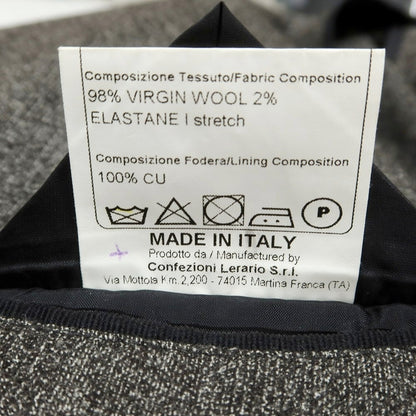 Composizione Tessuto/Fabric Composition
98% VIRGIN WOOL 2%
ELASTANE I stretch
Composizione Fodera/Lining Composition
100% CU
P
MADE IN ITALY
Prodotto da / Manufactured by
Confezioni Lerario S.r.l.
Via Mottola Km. 2,200 - 74015 Martina Franca (TA)